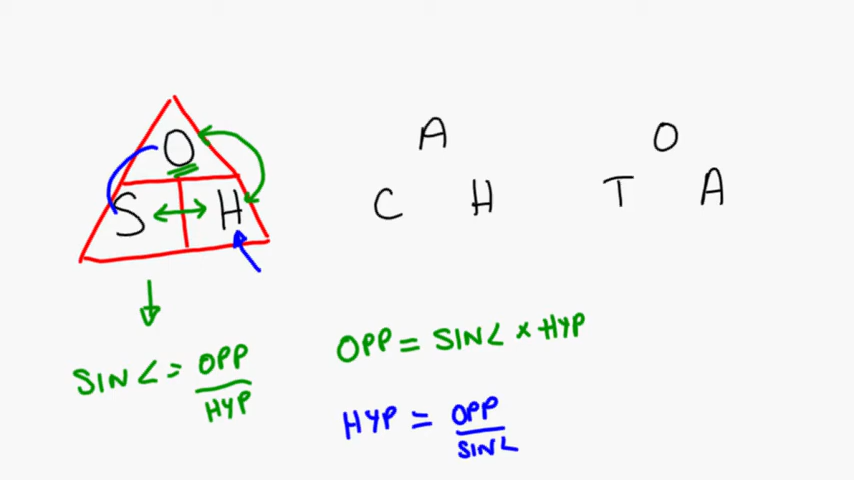 O
S H
A
C H
O
T A
SIN∠ = OPP
HYP
OPP = SIN∠ × HYP
HYP = OPP
SIN∠